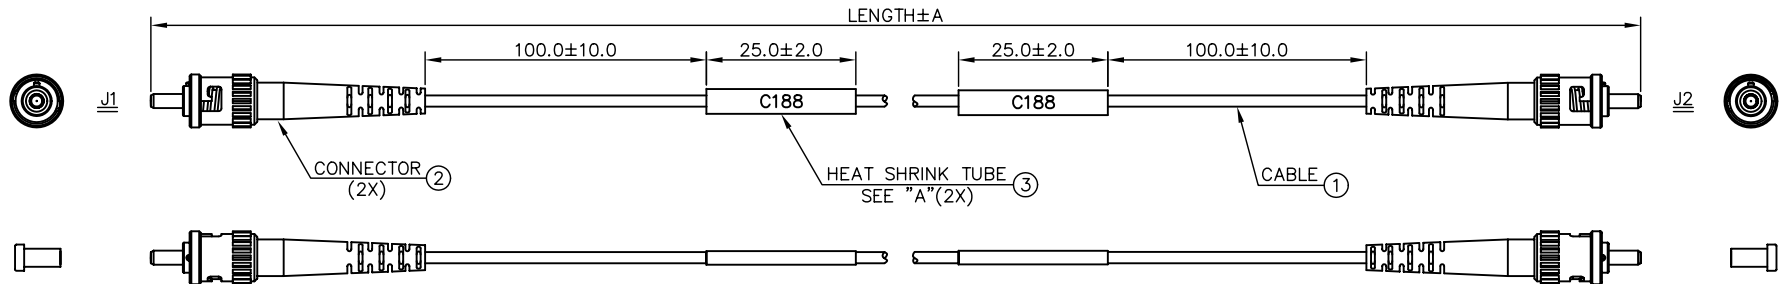 LENGTH±A
100.0±10.0
25.0±2.0
25.0±2.0
100.0±10.0
J1
C188
C188
J2
CONNECTOR 2
(2X)
HEAT SHRINK TUBE 3
SEE "A"(2X)
CABLE 1